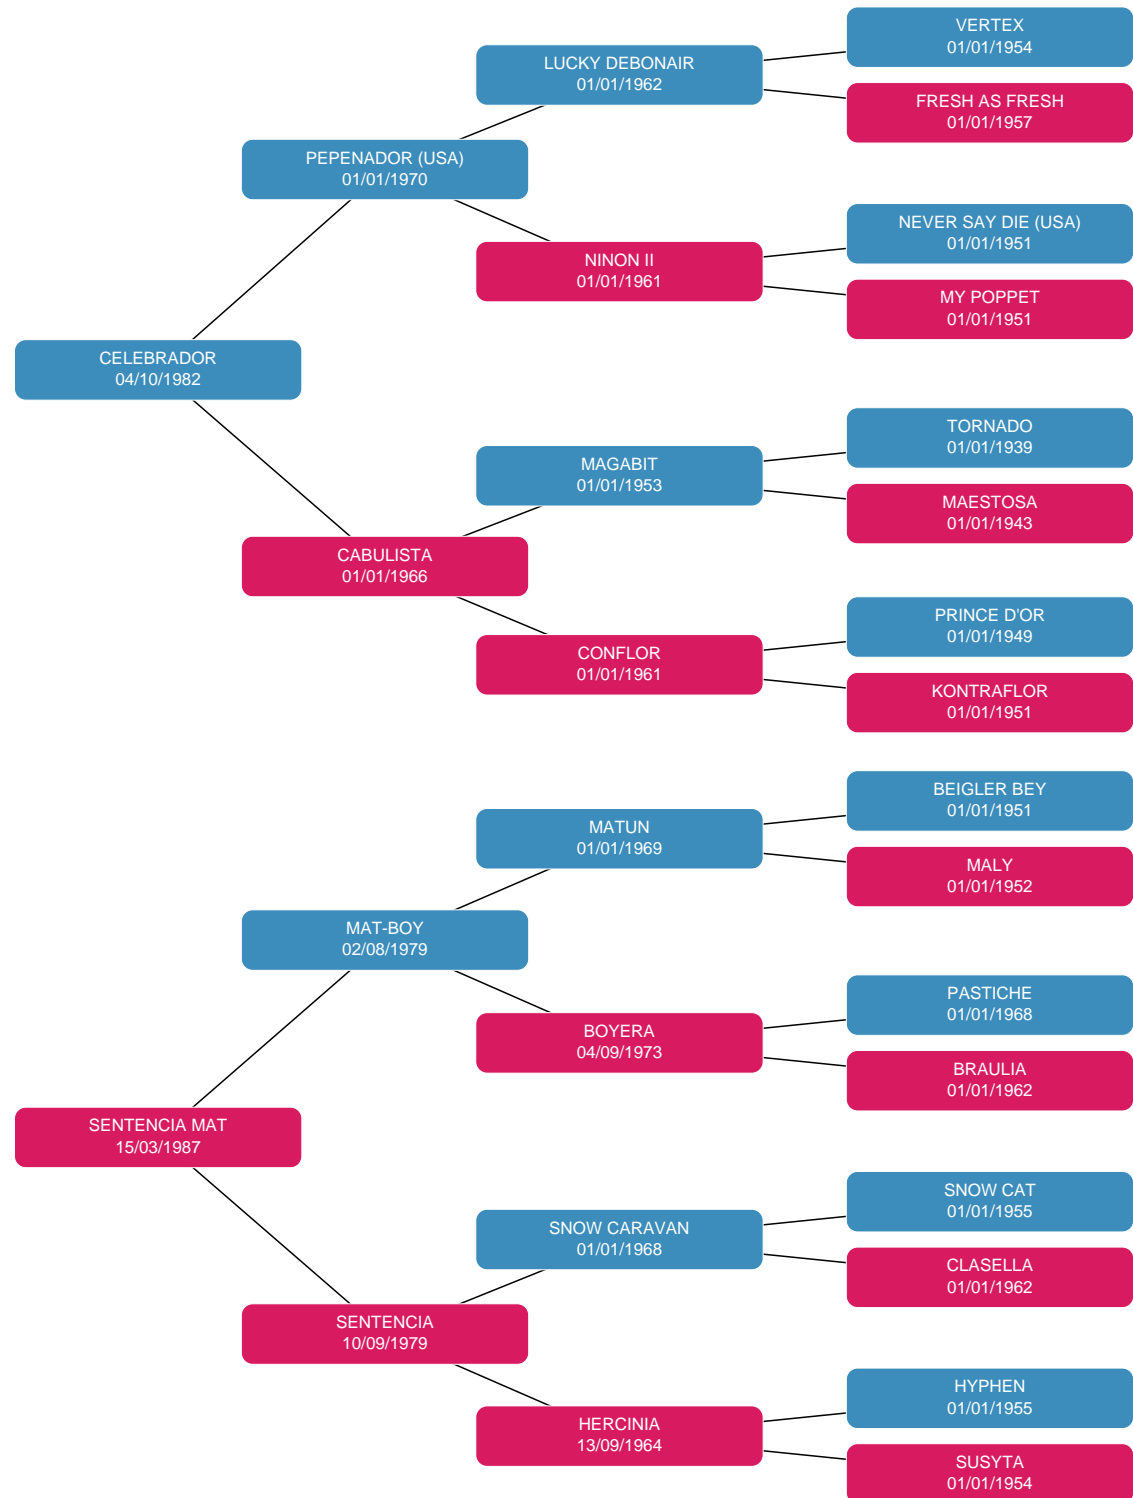 VERTEX
01/01/1954
LUCKY DEBONAIR
01/01/1962
FRESH AS FRESH
01/01/1957
PEPENADOR (USA)
01/01/1970
NEVER SAY DIE (USA)
01/01/1951
NINON II
01/01/1961
MY POPPET
01/01/1951
CELEBRADOR
04/10/1982
TORNADO
01/01/1939
MAGABIT
01/01/1953
MAESTOSA
01/01/1943
CABULISTA
01/01/1966
PRINCE D'OR
01/01/1949
CONFLOR
01/01/1961
KONTRAFLOR
01/01/1951
BEIGLER BEY
01/01/1951
MATUN
01/01/1969
MALY
01/01/1952
MAT-BOY
02/08/1979
PASTICHE
01/01/1968
BOYERA
04/09/1973
BRAULIA
01/01/1962
SENTENCIA MAT
15/03/1987
SNOW CAT
01/01/1955
SNOW CARAVAN
01/01/1968
CLASELLA
01/01/1962
SENTENCIA
10/09/1979
HYPHEN
01/01/1955
HERCINIA
13/09/1964
SUSYTA
01/01/1954